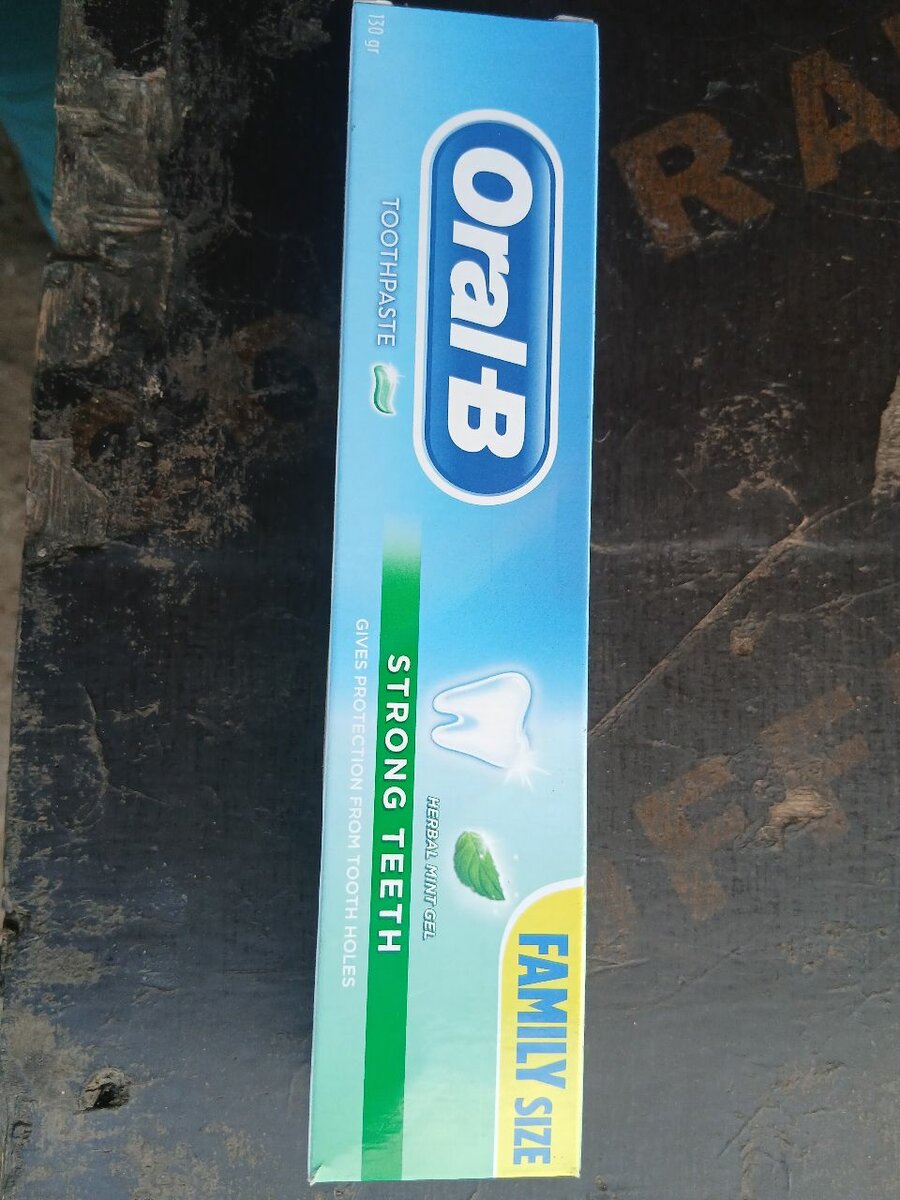 130 gr
Oral-B
TOOTHPASTE
HERBAL MINT GEL
STRONG TEETH
GIVES PROTECTION FROM TOOTH HOLES
FAMILY SIZE